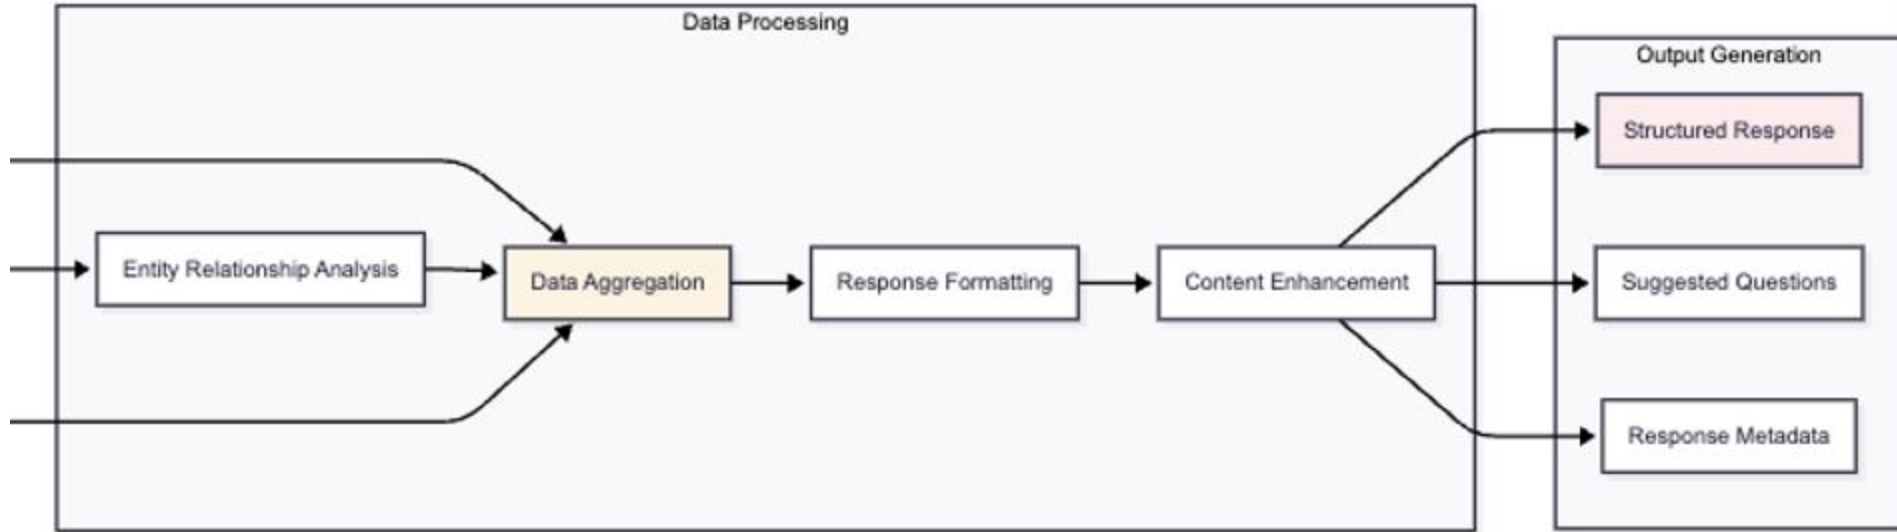 Data Processing
Output Generation
Structured Response
Entity Relationship Analysis
Data Aggregation
Response Formatting
Content Enhancement
Suggested Questions
Response Metadata